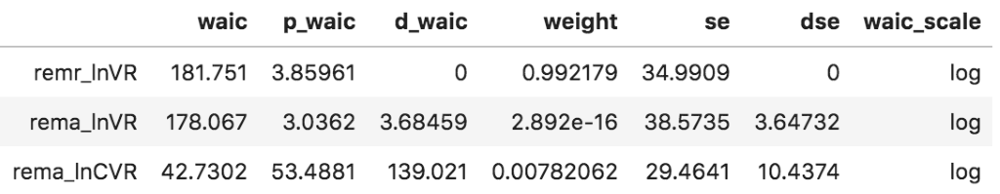 waic p_waic d_waic weight se dse waic_scale
remr_lnVR 181.751 3.85961 0 0.992179 34.9909 0 log
rema_lnVR 178.067 3.0362 3.68459 2.892e-16 38.5735 3.64732 log
rema_lnCVR 42.7302 53.4881 139.021 0.00782062 29.4641 10.4374 log